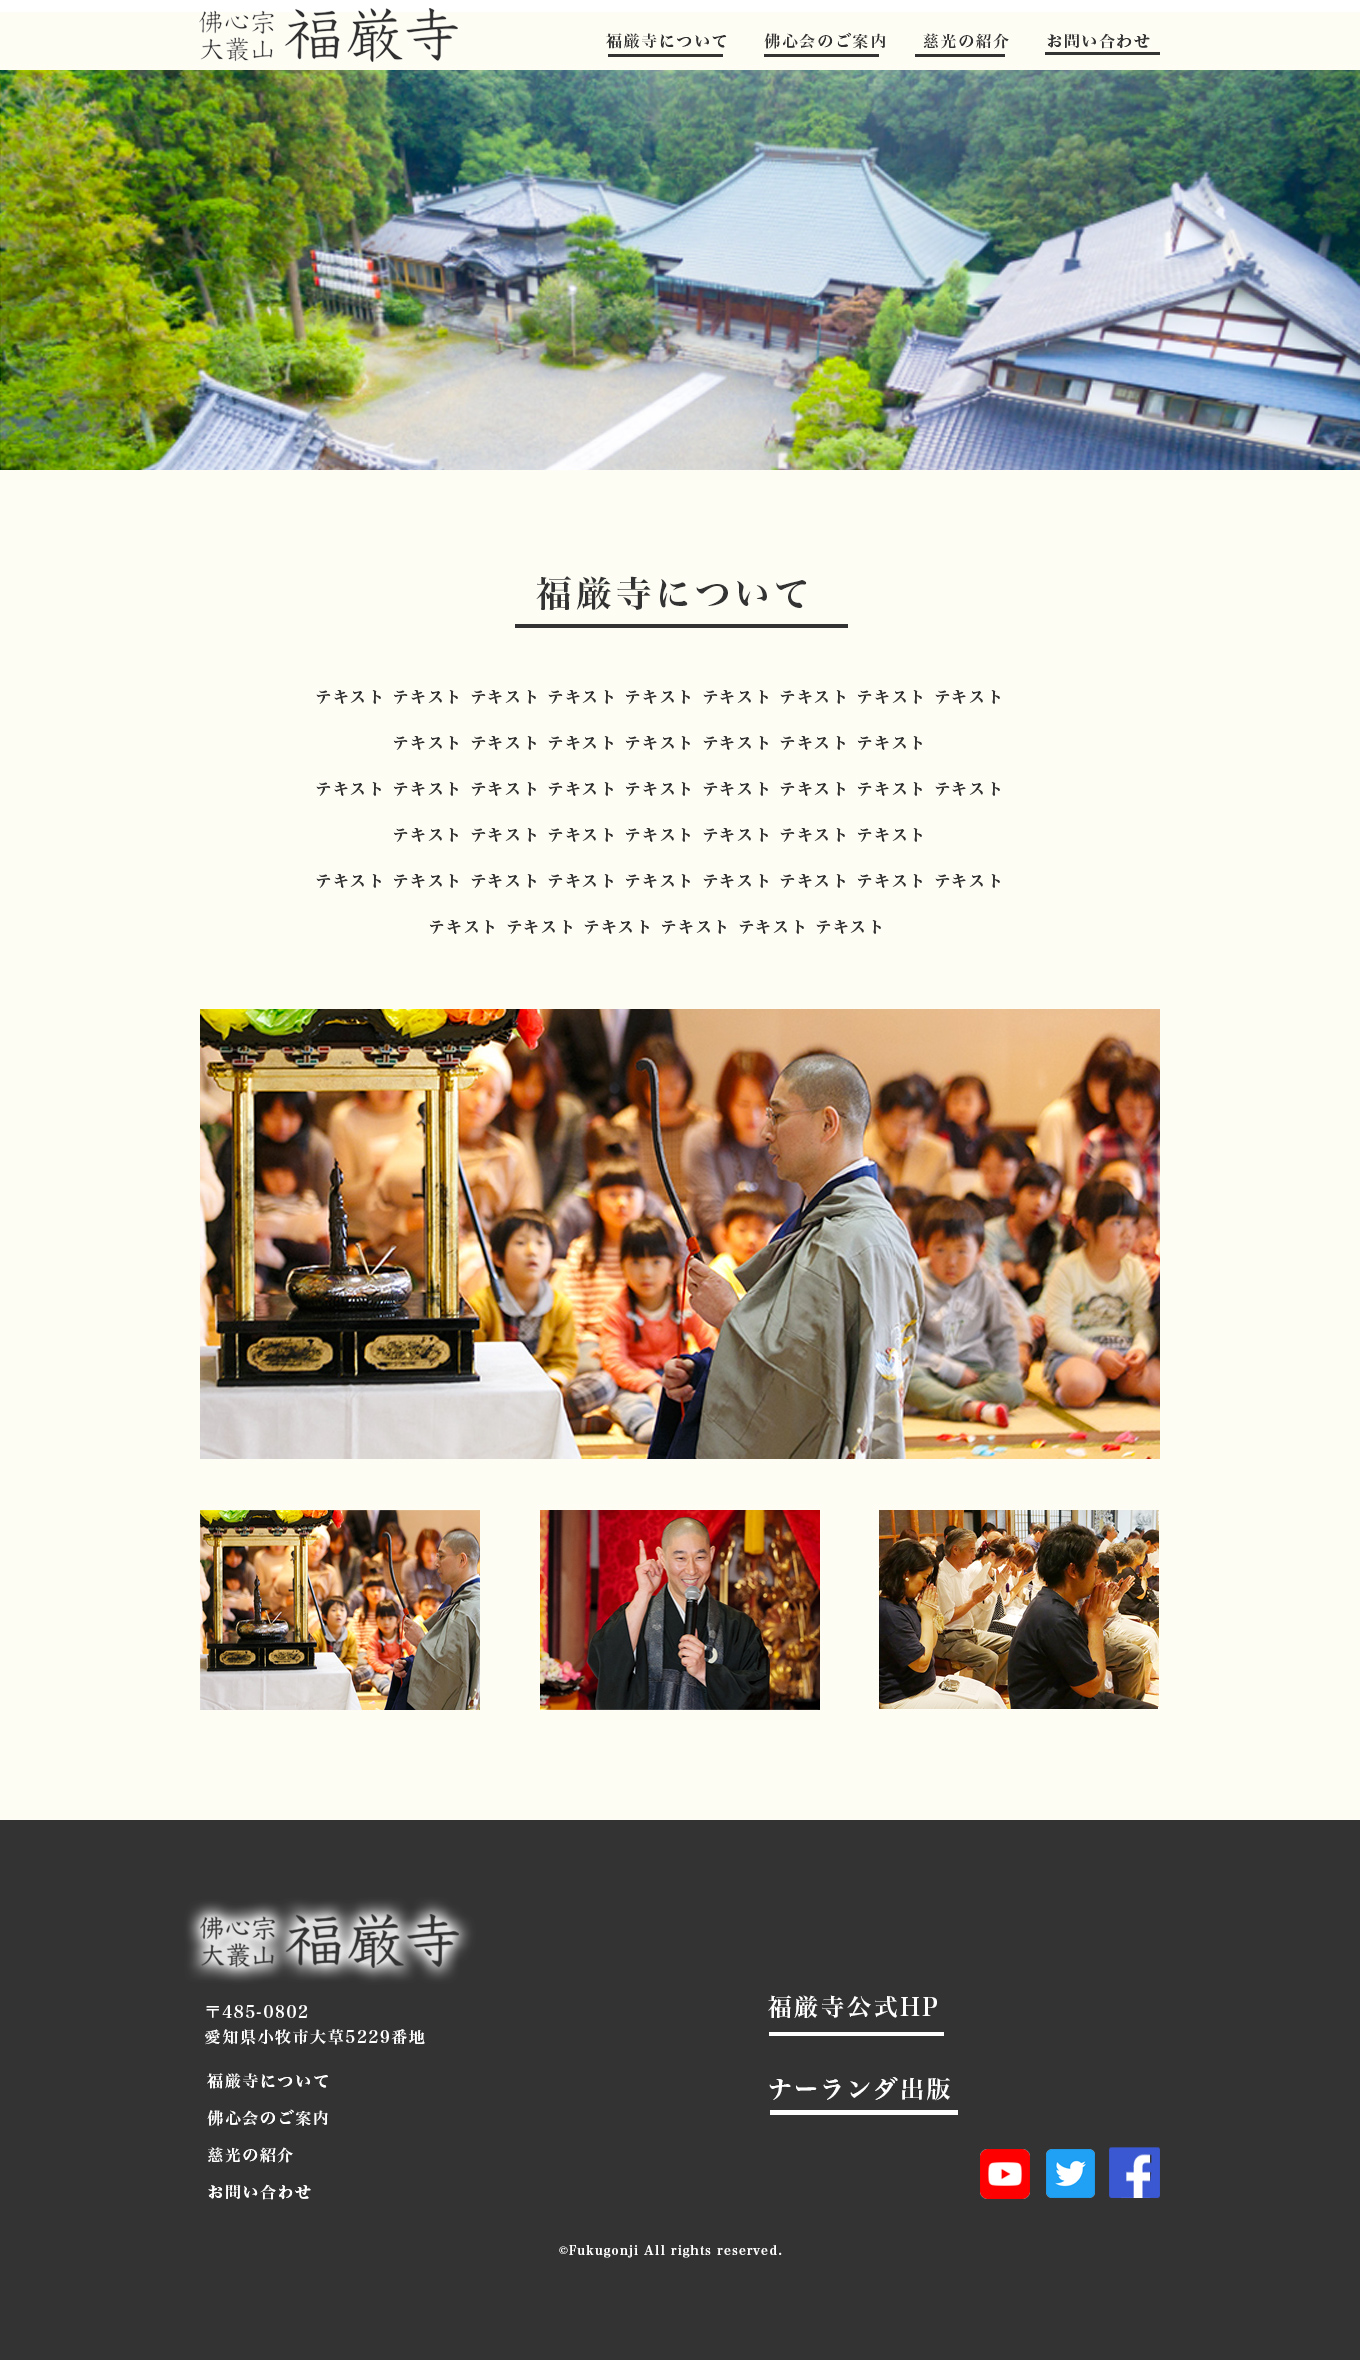 佛心宗
大叢山
福厳寺
福厳寺について 佛心会のご案内 慈光の紹介 お問い合わせ
福厳寺について
テキスト テキスト テキスト テキスト テキスト テキスト テキスト テキスト テキスト
テキスト テキスト テキスト テキスト テキスト テキスト テキスト
テキスト テキスト テキスト テキスト テキスト テキスト テキスト テキスト テキスト
テキスト テキスト テキスト テキスト テキスト テキスト テキスト
テキスト テキスト テキスト テキスト テキスト テキスト テキスト テキスト テキスト
テキスト テキスト テキスト テキスト テキスト テキスト
佛心宗
大叢山
福厳寺
〒485-0802
愛知県小牧市大草5229番地
福厳寺について
佛心会のご案内
慈光の紹介
お問い合わせ
福厳寺公式HP
ナーランダ出版
©Fukugonji All rights reserved.